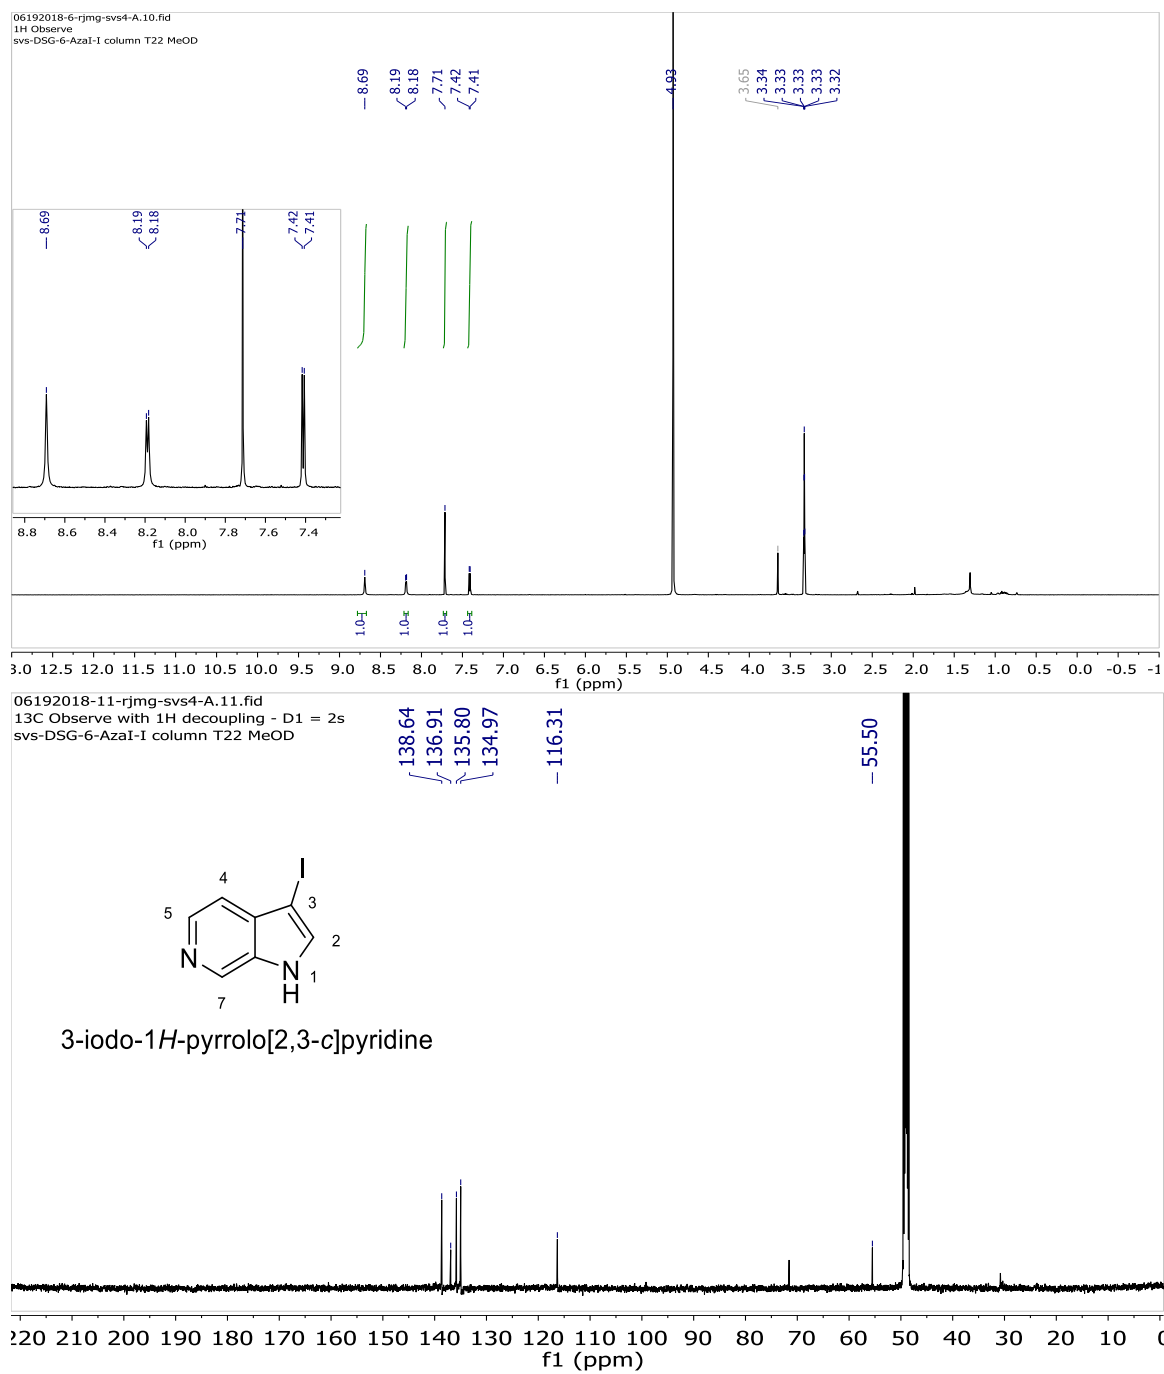 06192018-6-rjmg-svs4-A.10.fid
1H Observe
svs-DSG-6-AzaI-I column T22 MeOD
8.69
8.19
8.18
7.71
7.42
7.41
4.93
3.65
3.34
3.33
3.33
3.33
3.32
8.69
8.19
8.18
7.71
7.42
7.41
8.8 8.6 8.4 8.2 8.0 7.8 7.6 7.4
f1 (ppm)
1.0 1.0 1.0 1.0
3.0 12.5 12.0 11.5 11.0 10.5 10.0 9.5 9.0 8.5 8.0 7.5 7.0 6.5 6.0 5.5 5.0 4.5 4.0 3.5 3.0 2.5 2.0 1.5 1.0 0.5 0.0 -0.5 -1
f1 (ppm)
06192018-11-rjmg-svs4-A.11.fid
13C Observe with 1H decoupling - D1 = 2s
svs-DSG-6-AzaI-I column T22 MeOD
138.64
136.91
135.80
134.97
116.31
55.50
I
4
3
5
2
N
N
H
1
7
3-iodo-1H-pyrrolo[2,3-c]pyridine
220 210 200 190 180 170 160 150 140 130 120 110 100 90 80 70 60 50 40 30 20 10 0
f1 (ppm)